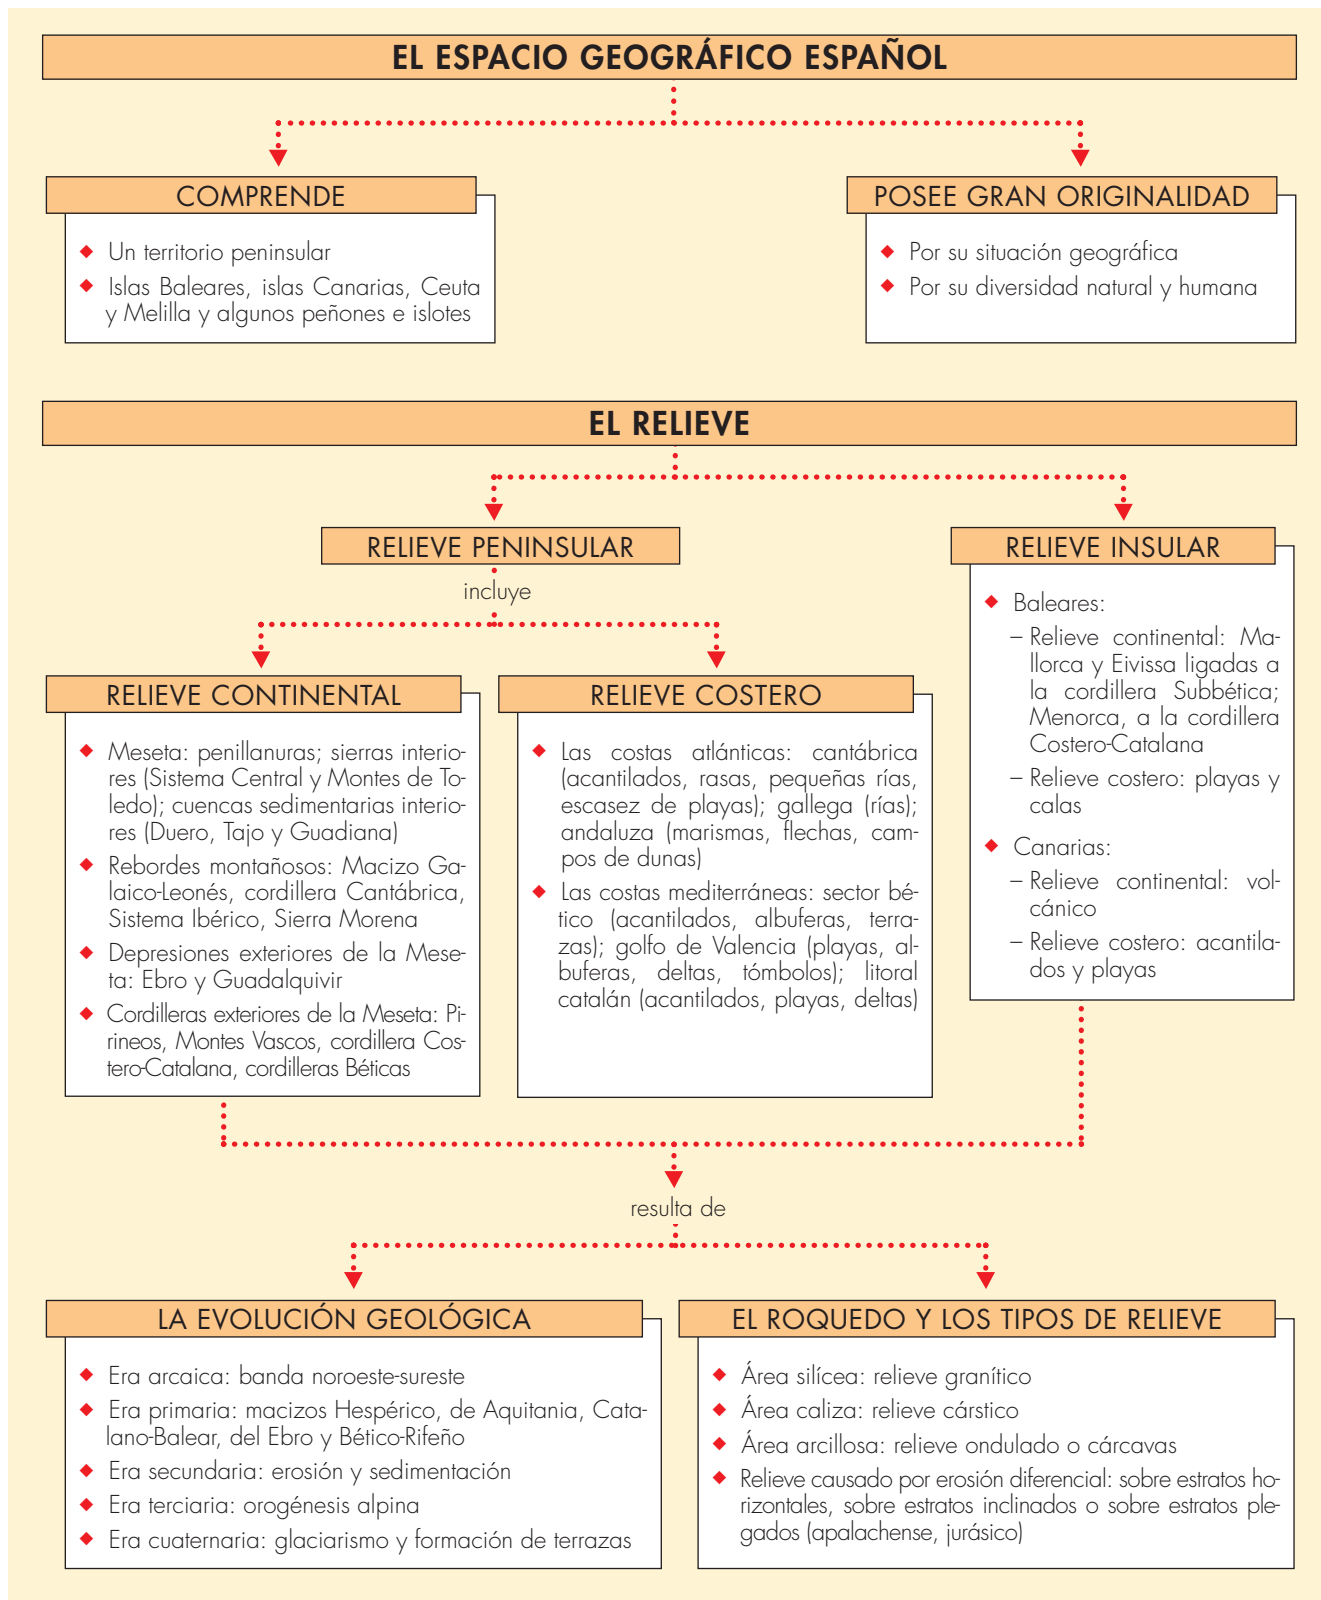 EL ESPACIO GEOGRÁFICO ESPAÑOL
COMPRENDE
Un territorio peninsular
Islas Baleares, islas Canarias, Ceuta
y Melilla y algunos peñones e islotes
POSEE GRAN ORIGINALIDAD
Por su situación geográfica
Por su diversidad natural y humana
EL RELIEVE
RELIEVE PENINSULAR
incluye
RELIEVE CONTINENTAL
Meseta: penillanuras; sierras interio-
res (Sistema Central y Montes de To-
ledo); cuencas sedimentarias interio-
res (Duero, Tajo y Guadiana)
Rebordes montañosos: Macizo Ga-
laico-Leonés, cordillera Cantábrica,
Sistema Ibérico, Sierra Morena
Depresiones exteriores de la Mese-
ta: Ebro y Guadalquivir
Cordilleras exteriores de la Meseta: Pi-
rineos, Montes Vascos, cordillera Cos-
tero-Catalana, cordilleras Béticas
RELIEVE COSTERO
Las costas atlánticas: cantábrica
(acantilados, rasas, pequeñas rías,
escasez de playas); gallega (rías);
andaluza (marismas, flechas, cam-
pos de dunas)
Las costas mediterráneas: sector bé-
tico (acantilados, albuferas, terra-
zas); golfo de Valencia (playas, al-
buferas, deltas, tómbolos); litoral
catalán (acantilados, playas, deltas)
RELIEVE INSULAR
Baleares:
– Relieve continental: Ma-
llorca y Eivissa ligadas a
la cordillera Subbética;
Menorca, a la cordillera
Costero-Catalana
– Relieve costero: playas y
calas
Canarias:
– Relieve continental: vol-
cánico
– Relieve costero: acantila-
dos y playas
resulta de
LA EVOLUCIÓN GEOLÓGICA
Era arcaica: banda noroeste-sureste
Era primaria: macizos Hespérico, de Aquitania, Cata-
lano-Balear, del Ebro y Bético-Rifeño
Era secundaria: erosión y sedimentación
Era terciaria: orogénesis alpina
Era cuaternaria: glaciarismo y formación de terrazas
EL ROQUEDO Y LOS TIPOS DE RELIEVE
Área silícea: relieve granítico
Área caliza: relieve cárstico
Área arcillosa: relieve ondulado o cárcavas
Relieve causado por erosión diferencial: sobre estratos ho-
rizontales, sobre estratos inclinados o sobre estratos ple-
gados (apalachense, jurásico)